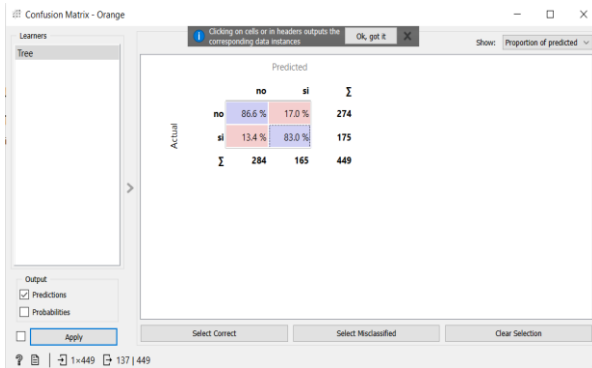 Confusion Matrix - Orange
Learners
Tree
Clicking on cells or in headers outputs the
corresponding data instances
Ok, got it
X
Show: Proportion of predicted
Predicted
no si Σ
Actual
no 86.6 % 17.0 % 274
si 13.4 % 83.0 % 175
Σ 284 165 449
>
Output
Predictions
Probabilities
Apply
Select Correct
Select Misclassified
Clear Selection
? 1×449 137 | 449